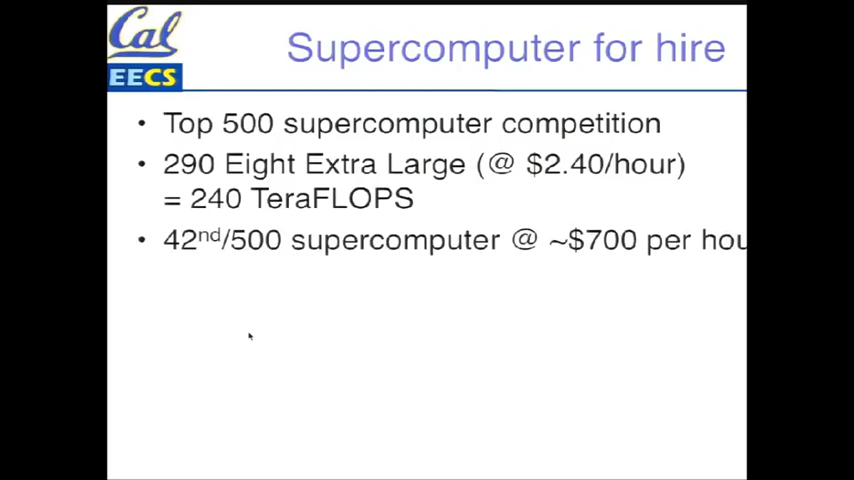 Cal
EECS
Supercomputer for hire
• Top 500 supercomputer competition
• 290 Eight Extra Large (@ $2.40/hour)
= 240 TeraFLOPS
• 42nd/500 supercomputer @ ~$700 per hou